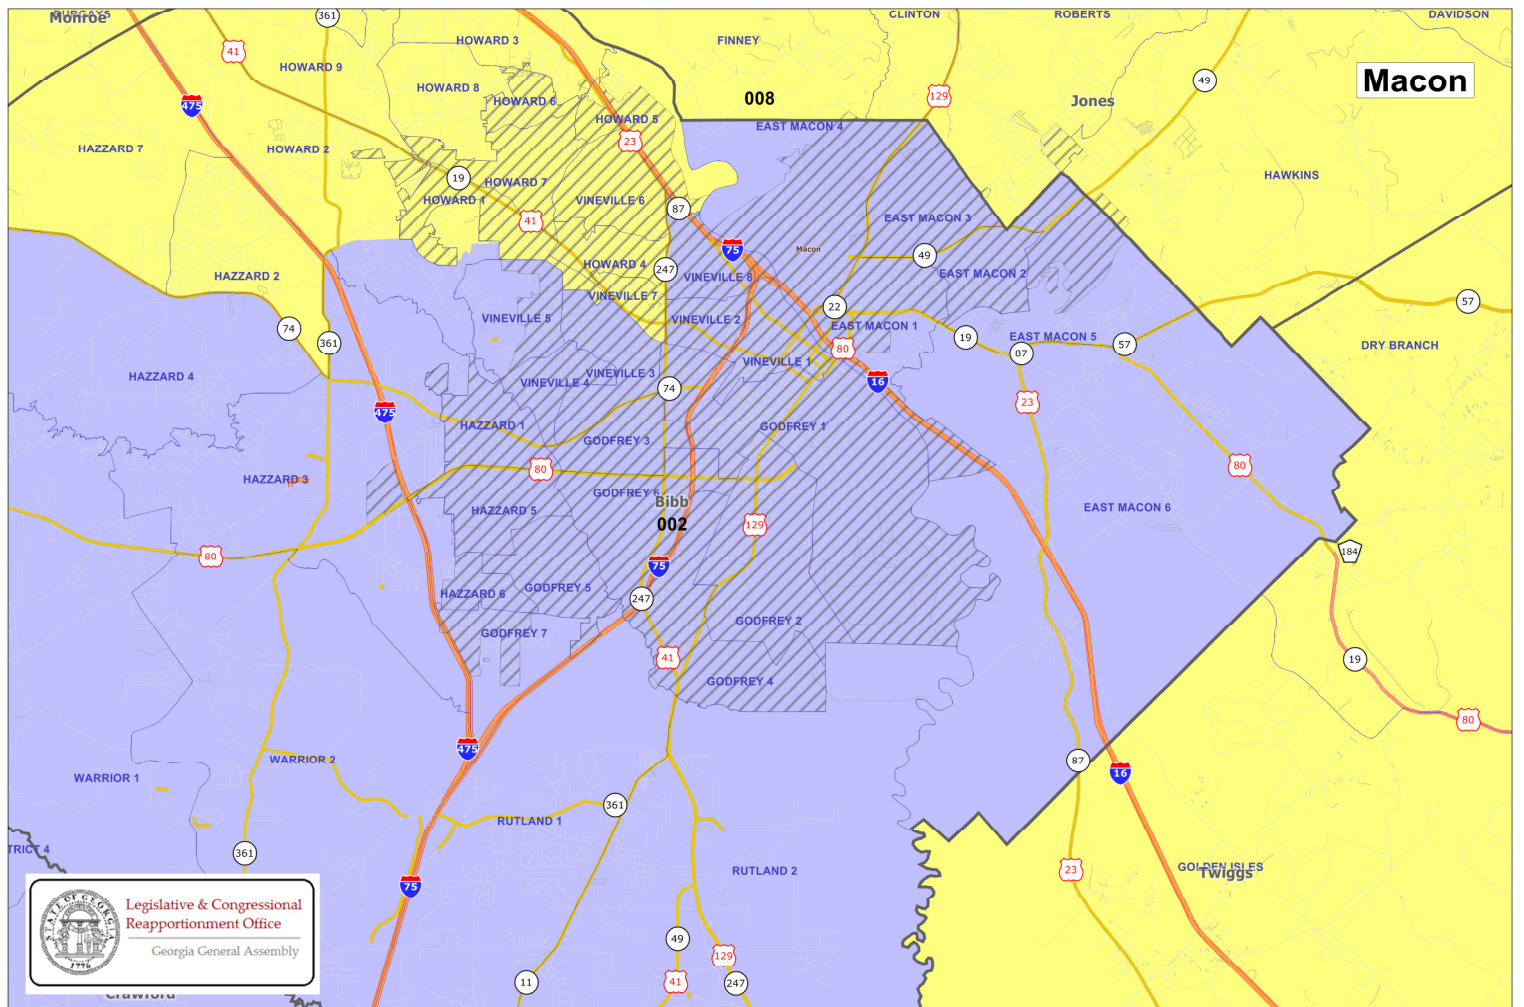 BURGAYS
Monroe
361
CLINTON
ROBERTS
DAVIDSON
41
HOWARD 3
FINNEY
HOWARD 9
49
Macon
HOWARD 8
475
HOWARD 6
008
129
Jones
HOWARD 5
EAST MACON 4
HAZZARD 7
HOWARD 2
23
HAWKINS
19
HOWARD 7
HOWARD 1
VINEVILLE 6
87
41
EAST MACON 3
75
Macon
49
HAZZARD 2
HOWARD 4
247
VINEVILLE 8
EAST MACON 2
VINEVILLE 7
22
57
VINEVILLE 5
VINEVILLE 2
EAST MACON 1
74
361
19
EAST MACON 5
57
DRY BRANCH
80
87
VINEVILLE 1
HAZZARD 4
VINEVILLE 4
VINEVILLE 3
74
16
475
23
HAZZARD 1
GODFREY 3
GODFREY 1
80
80
HAZZARD 3
GODFREY 6
Bibb
HAZZARD 5
002
129
EAST MACON 6
80
184
75
HAZZARD 6
GODFREY 5
247
GODFREY 2
GODFREY 7
41
19
GODFREY 4
80
475
WARRIOR 2
87
WARRIOR 1
16
361
RUTLAND 1
TRICT 4
361
RUTLAND 2
23
GOLDEN ISLES
Twiggs
75
STATE OF GEORGIA
1776
Legislative & Congressional
Reapportionment Office
Georgia General Assembly
49
129
11
41
247
Crawford